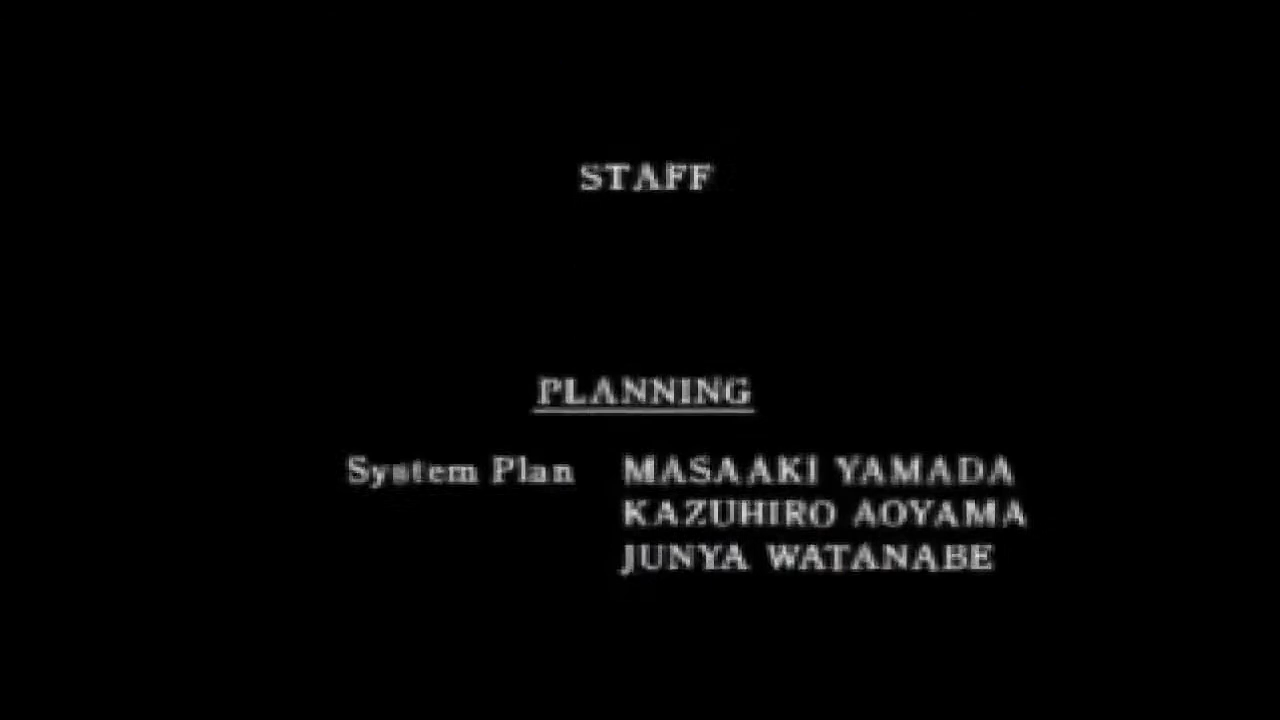 STAFF
PLANNING
System Plan MASAAKI YAMADA
KAZUHIRO AOYAMA
JUNYA WATANABE